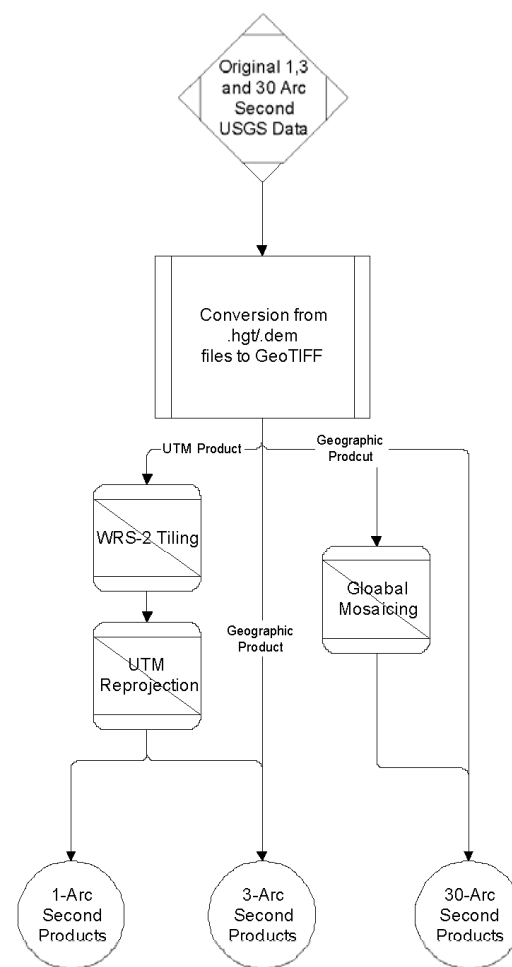 Original 1,3
and 30 Arc
Second
USGS Data
Conversion from
.hgt/.dem
files to GeoTIFF
UTM Product
Geographic
Prodcut
WRS-2 Tiling
Gloabal
Mosaicing
Geographic
Product
UTM
Reprojection
1-Arc
Second
Products
3-Arc
Second
Products
30-Arc
Second
Products